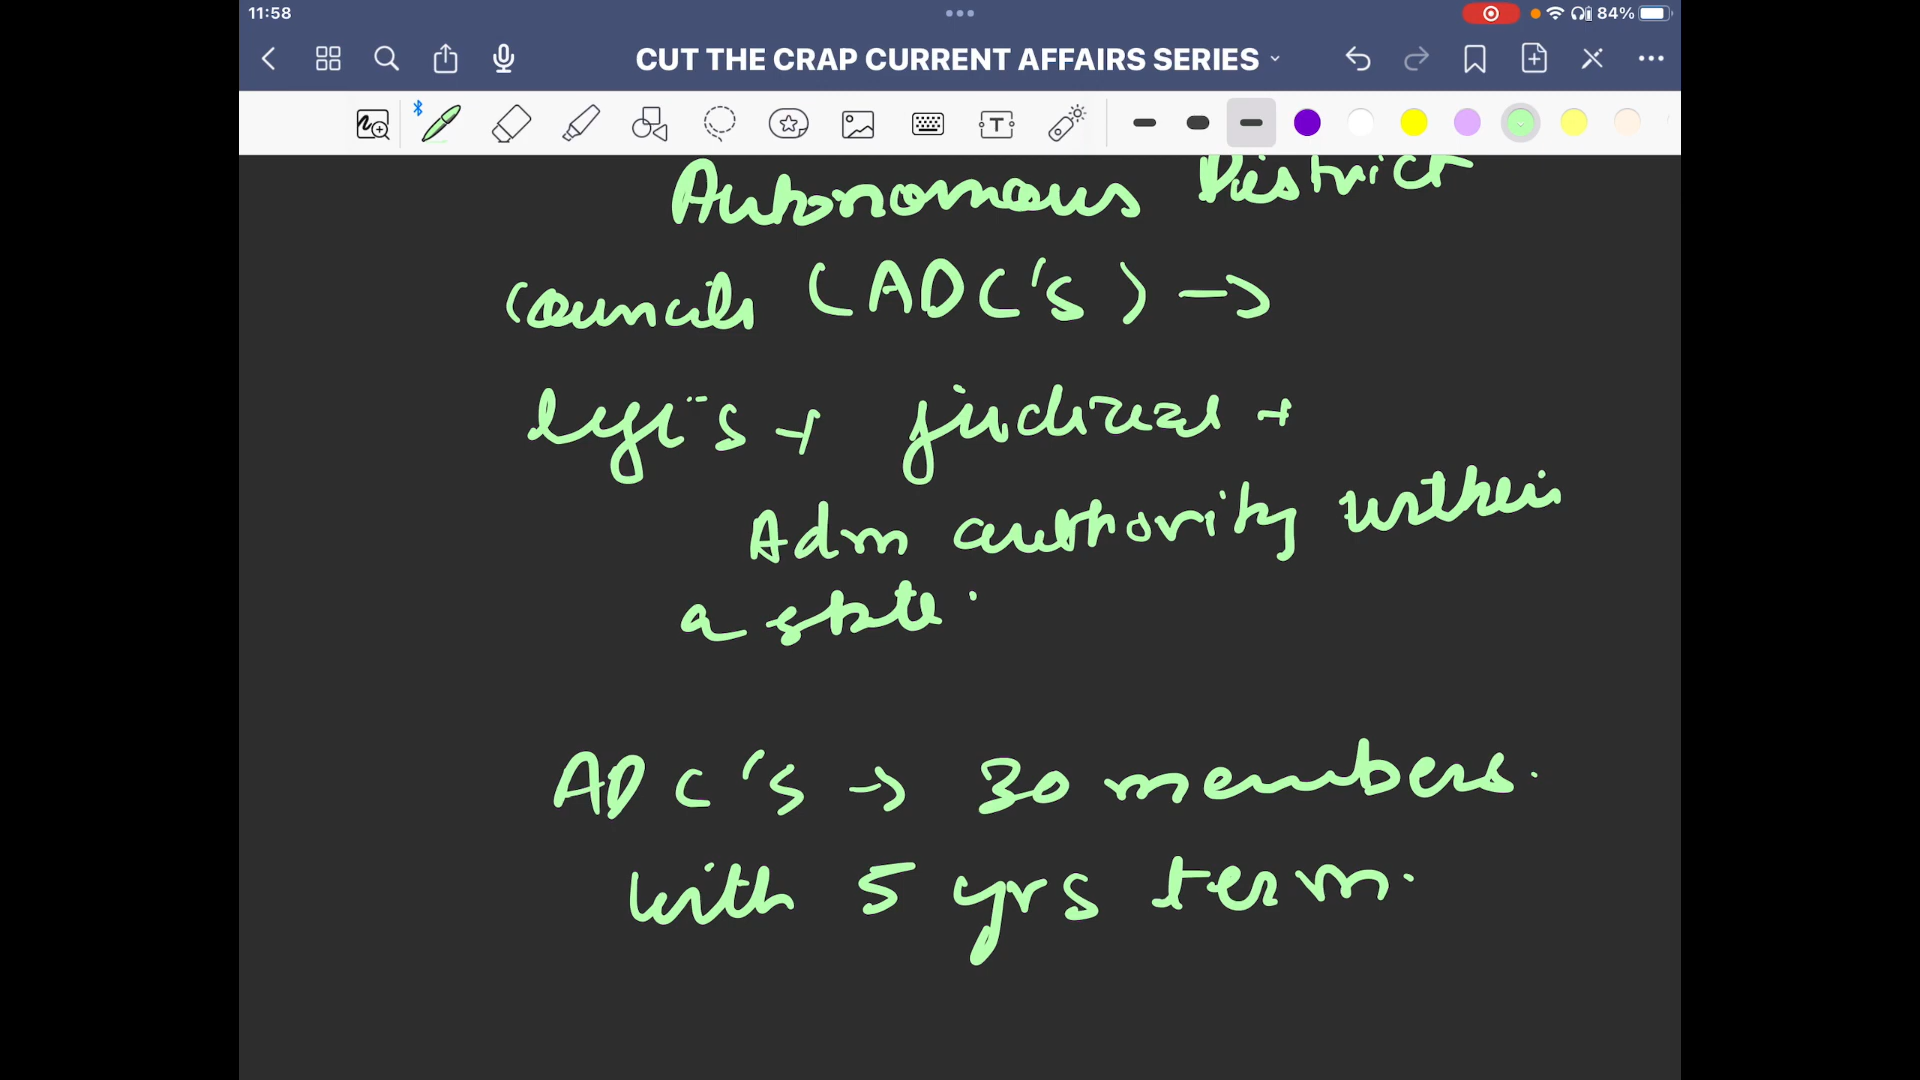 11:58
84%
CUT THE CRAP CURRENT AFFAIRS SERIES
Autonomous District
Councils (ADC's) →
legis + judicial +
Adm authority within
a state.
ADC's → 30 members.
with 5 yrs term.